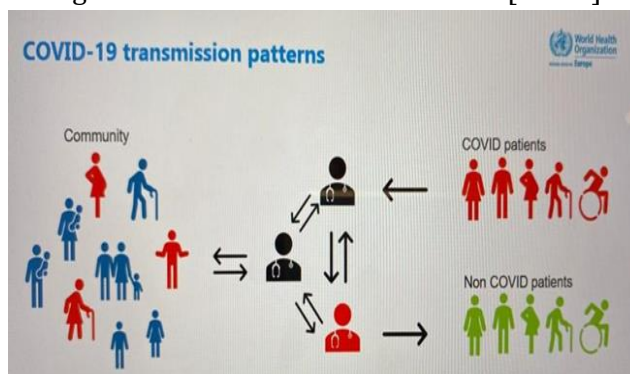 COVID-19 transmission patterns
World Health
Organization
Europe
Community
COVID patients
Non COVID patients